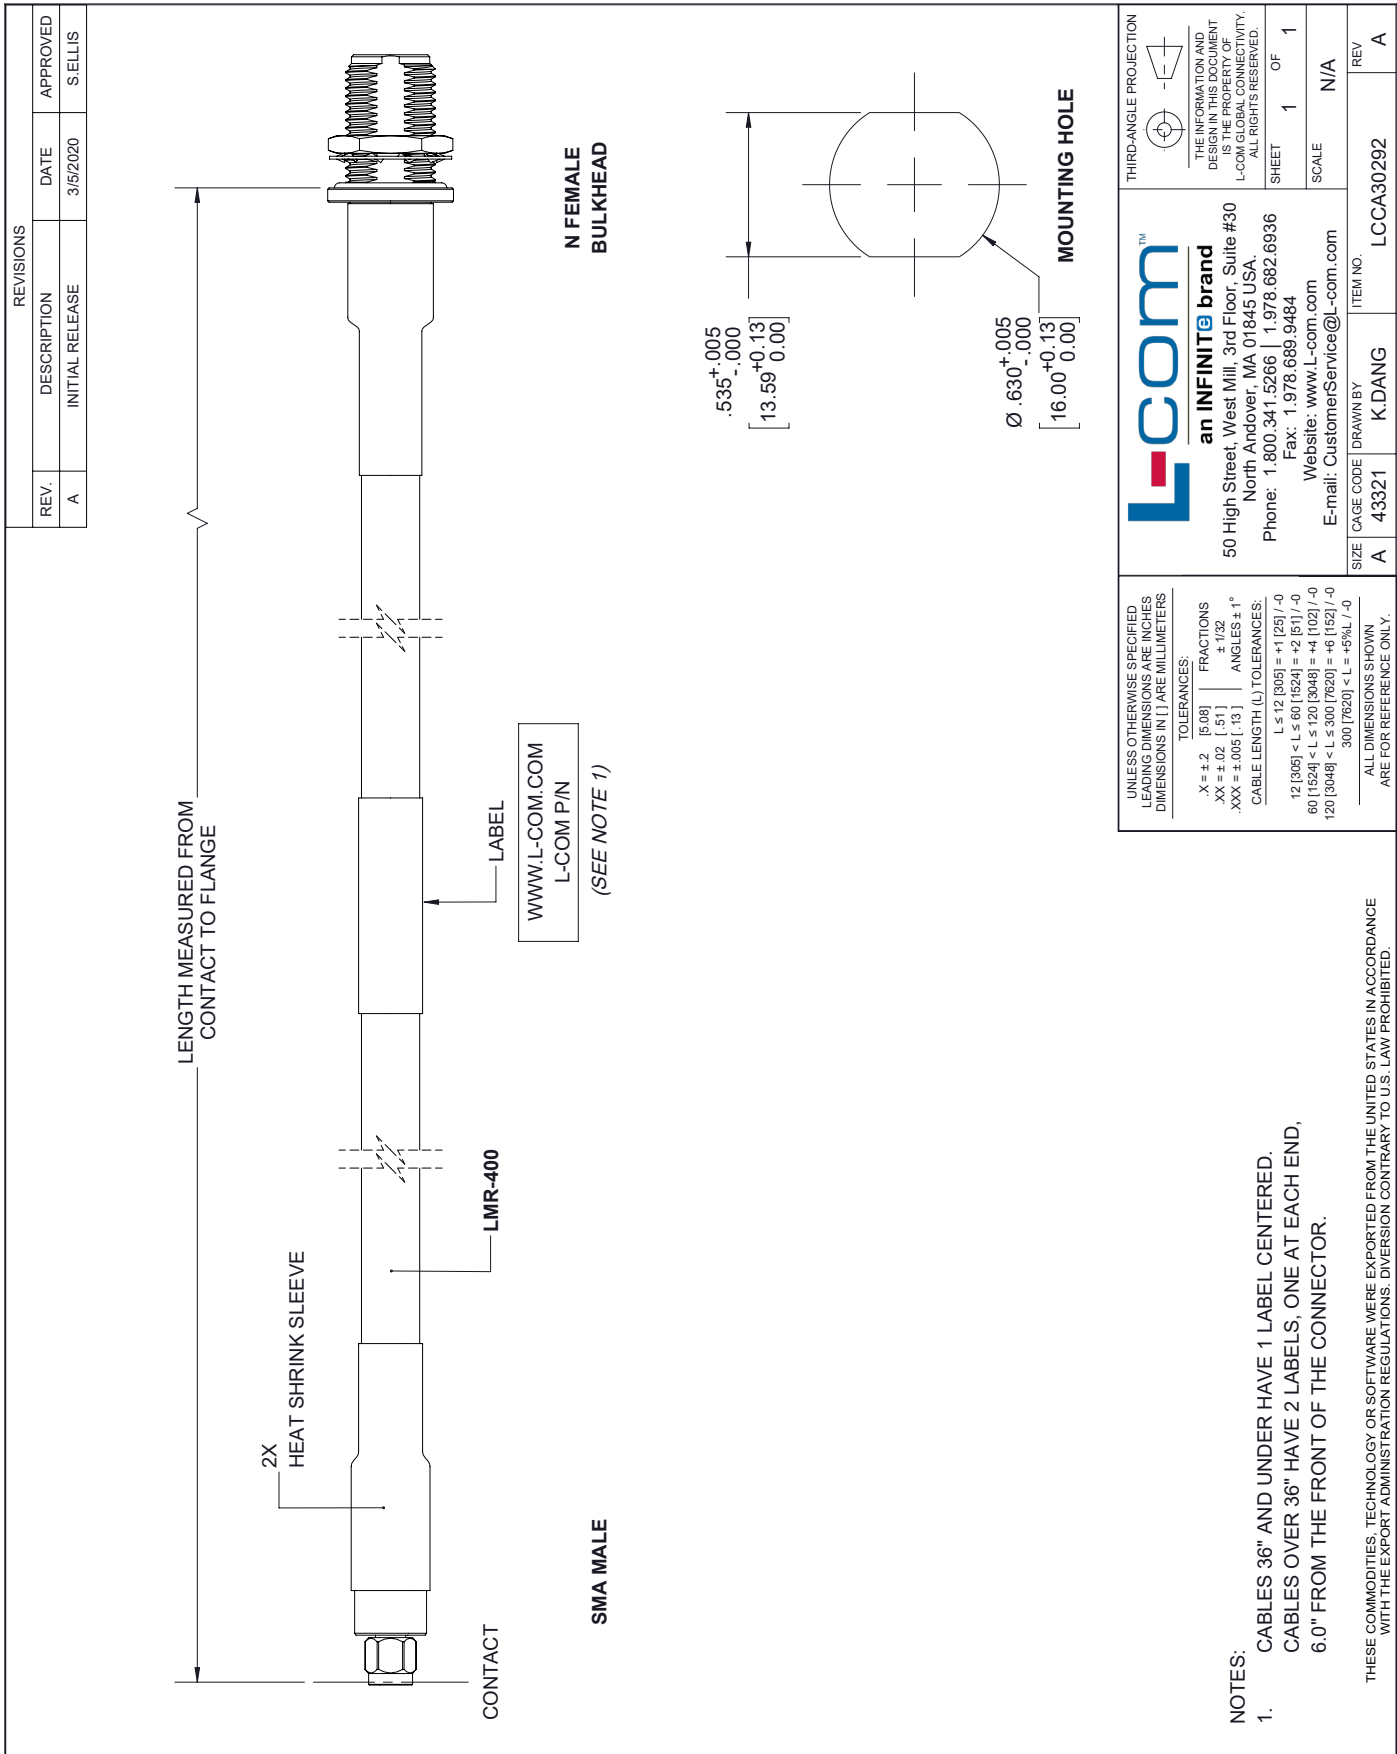 REVISIONS
REV.
DESCRIPTION
DATE
APPROVED
A
INITIAL RELEASE
3/5/2020
S.ELLIS
LENGTH MEASURED FROM
CONTACT TO FLANGE
2X
HEAT SHRINK SLEEVE
CONTACT
LMR-400
LABEL
WWW.L-COM.COM
L-COM P/N
(SEE NOTE 1)
SMA MALE
N FEMALE
BULKHEAD
.535 +.005
-.000
[13.59 +0.13
0.00]
Ø .630 +.005
-.000
[16.00 +0.13
0.00]
MOUNTING HOLE
NOTES:
1. CABLES 36" AND UNDER HAVE 1 LABEL CENTERED.
CABLES OVER 36" HAVE 2 LABELS, ONE AT EACH END,
6.0" FROM THE FRONT OF THE CONNECTOR.
THESE COMMODITIES, TECHNOLOGY OR SOFTWARE WERE EXPORTED FROM THE UNITED STATES IN ACCORDANCE
WITH THE EXPORT ADMINISTRATION REGULATIONS. DIVERSION CONTRARY TO U.S. LAW PROHIBITED.
UNLESS OTHERWISE SPECIFIED
LEADING DIMENSIONS ARE INCHES
DIMENSIONS IN [ ] ARE MILLIMETERS
TOLERANCES:
.X = ± .2 [5.08] FRACTIONS
.XX = ± .02 [ .51 ] ± 1/32
.XXX = ± .005 [ .13 ] ANGLES ± 1°
CABLE LENGTH (L) TOLERANCES:
L ≤ 12 [305] = +1 [25] / -0
12 [305] < L ≤ 60 [1524] = +2 [51] / -0
60 [1524] < L ≤ 120 [3048] = +4 [102] / -0
120 [3048] < L ≤ 300 [7620] = +6 [152] / -0
300 [7620] < L = +5%L / -0
ALL DIMENSIONS SHOWN
ARE FOR REFERENCE ONLY.
L-com™
an INFINITe brand
50 High Street, West Mill, 3rd Floor, Suite #30
North Andover, MA 01845 USA.
Phone: 1.800.341.5266 | 1.978.682.6936
Fax: 1.978.689.9484
Website: www.L-com.com
E-mail: CustomerService@L-com.com
THIRD-ANGLE PROJECTION
THE INFORMATION AND
DESIGN IN THIS DOCUMENT
IS THE PROPERTY OF
L-COM GLOBAL CONNECTIVITY.
ALL RIGHTS RESERVED.
SHEET 1 OF 1
SCALE N/A
SIZE A
CAGE CODE 43321
DRAWN BY K.DANG
ITEM NO. LCCA30292
REV A